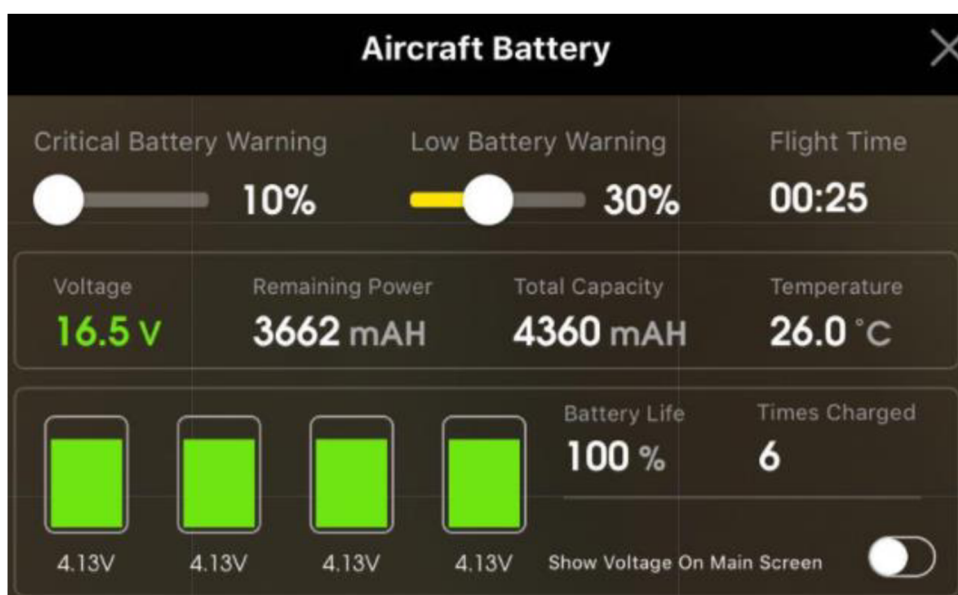 Aircraft Battery
Critical Battery Warning
10%
Low Battery Warning
30%
Flight Time
00:25
Voltage
16.5 V
Remaining Power
3662 mAH
Total Capacity
4360 mAH
Temperature
26.0 °C
4.13V
4.13V
4.13V
4.13V
Battery Life
100 %
Times Charged
6
Show Voltage On Main Screen